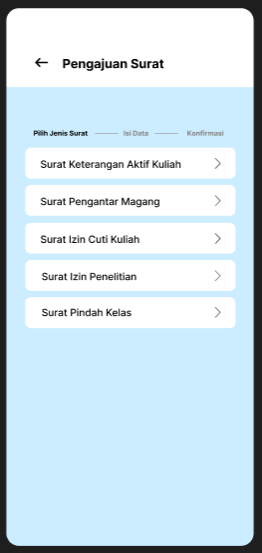 Pengajuan Surat
Pilih Jenis Surat Isi Data Konfirmasi
Surat Keterangan Aktif Kuliah
Surat Pengantar Magang
Surat Izin Cuti Kuliah
Surat Izin Penelitian
Surat Pindah Kelas